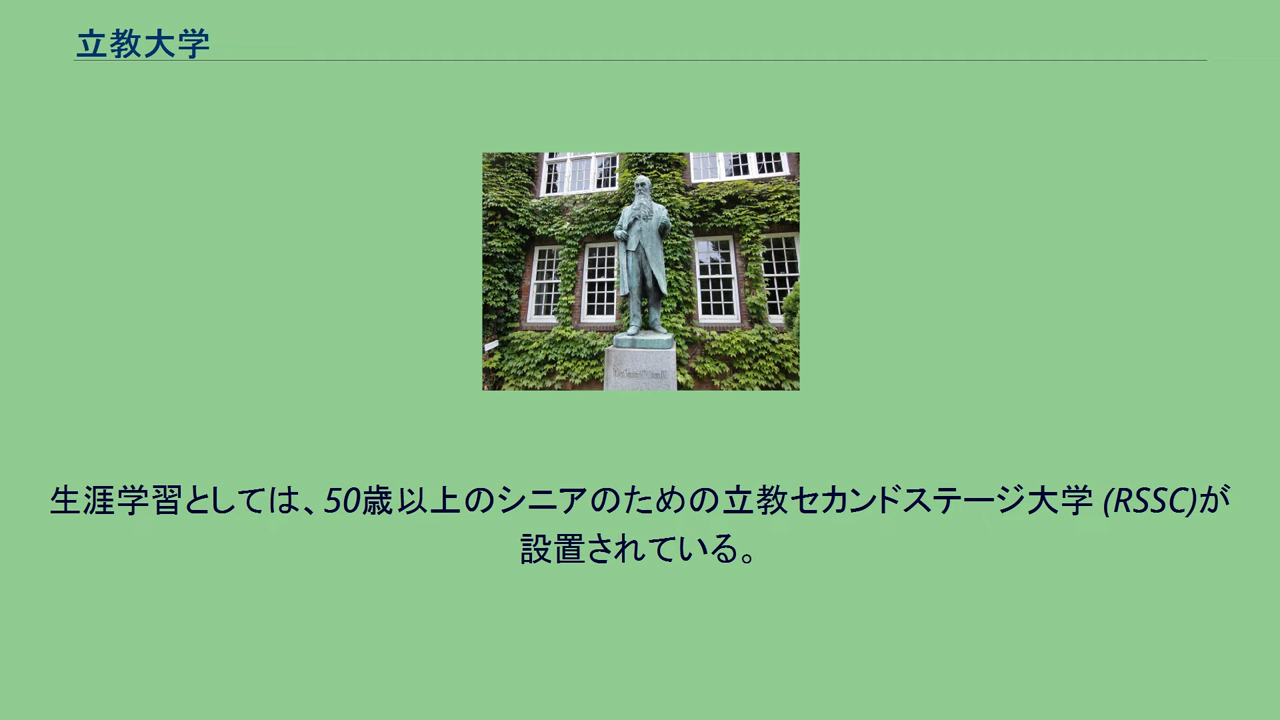 立教大学
生涯学習としては、50歳以上のシニアのための立教セカンドステージ大学 (RSSC)が
設置されている。